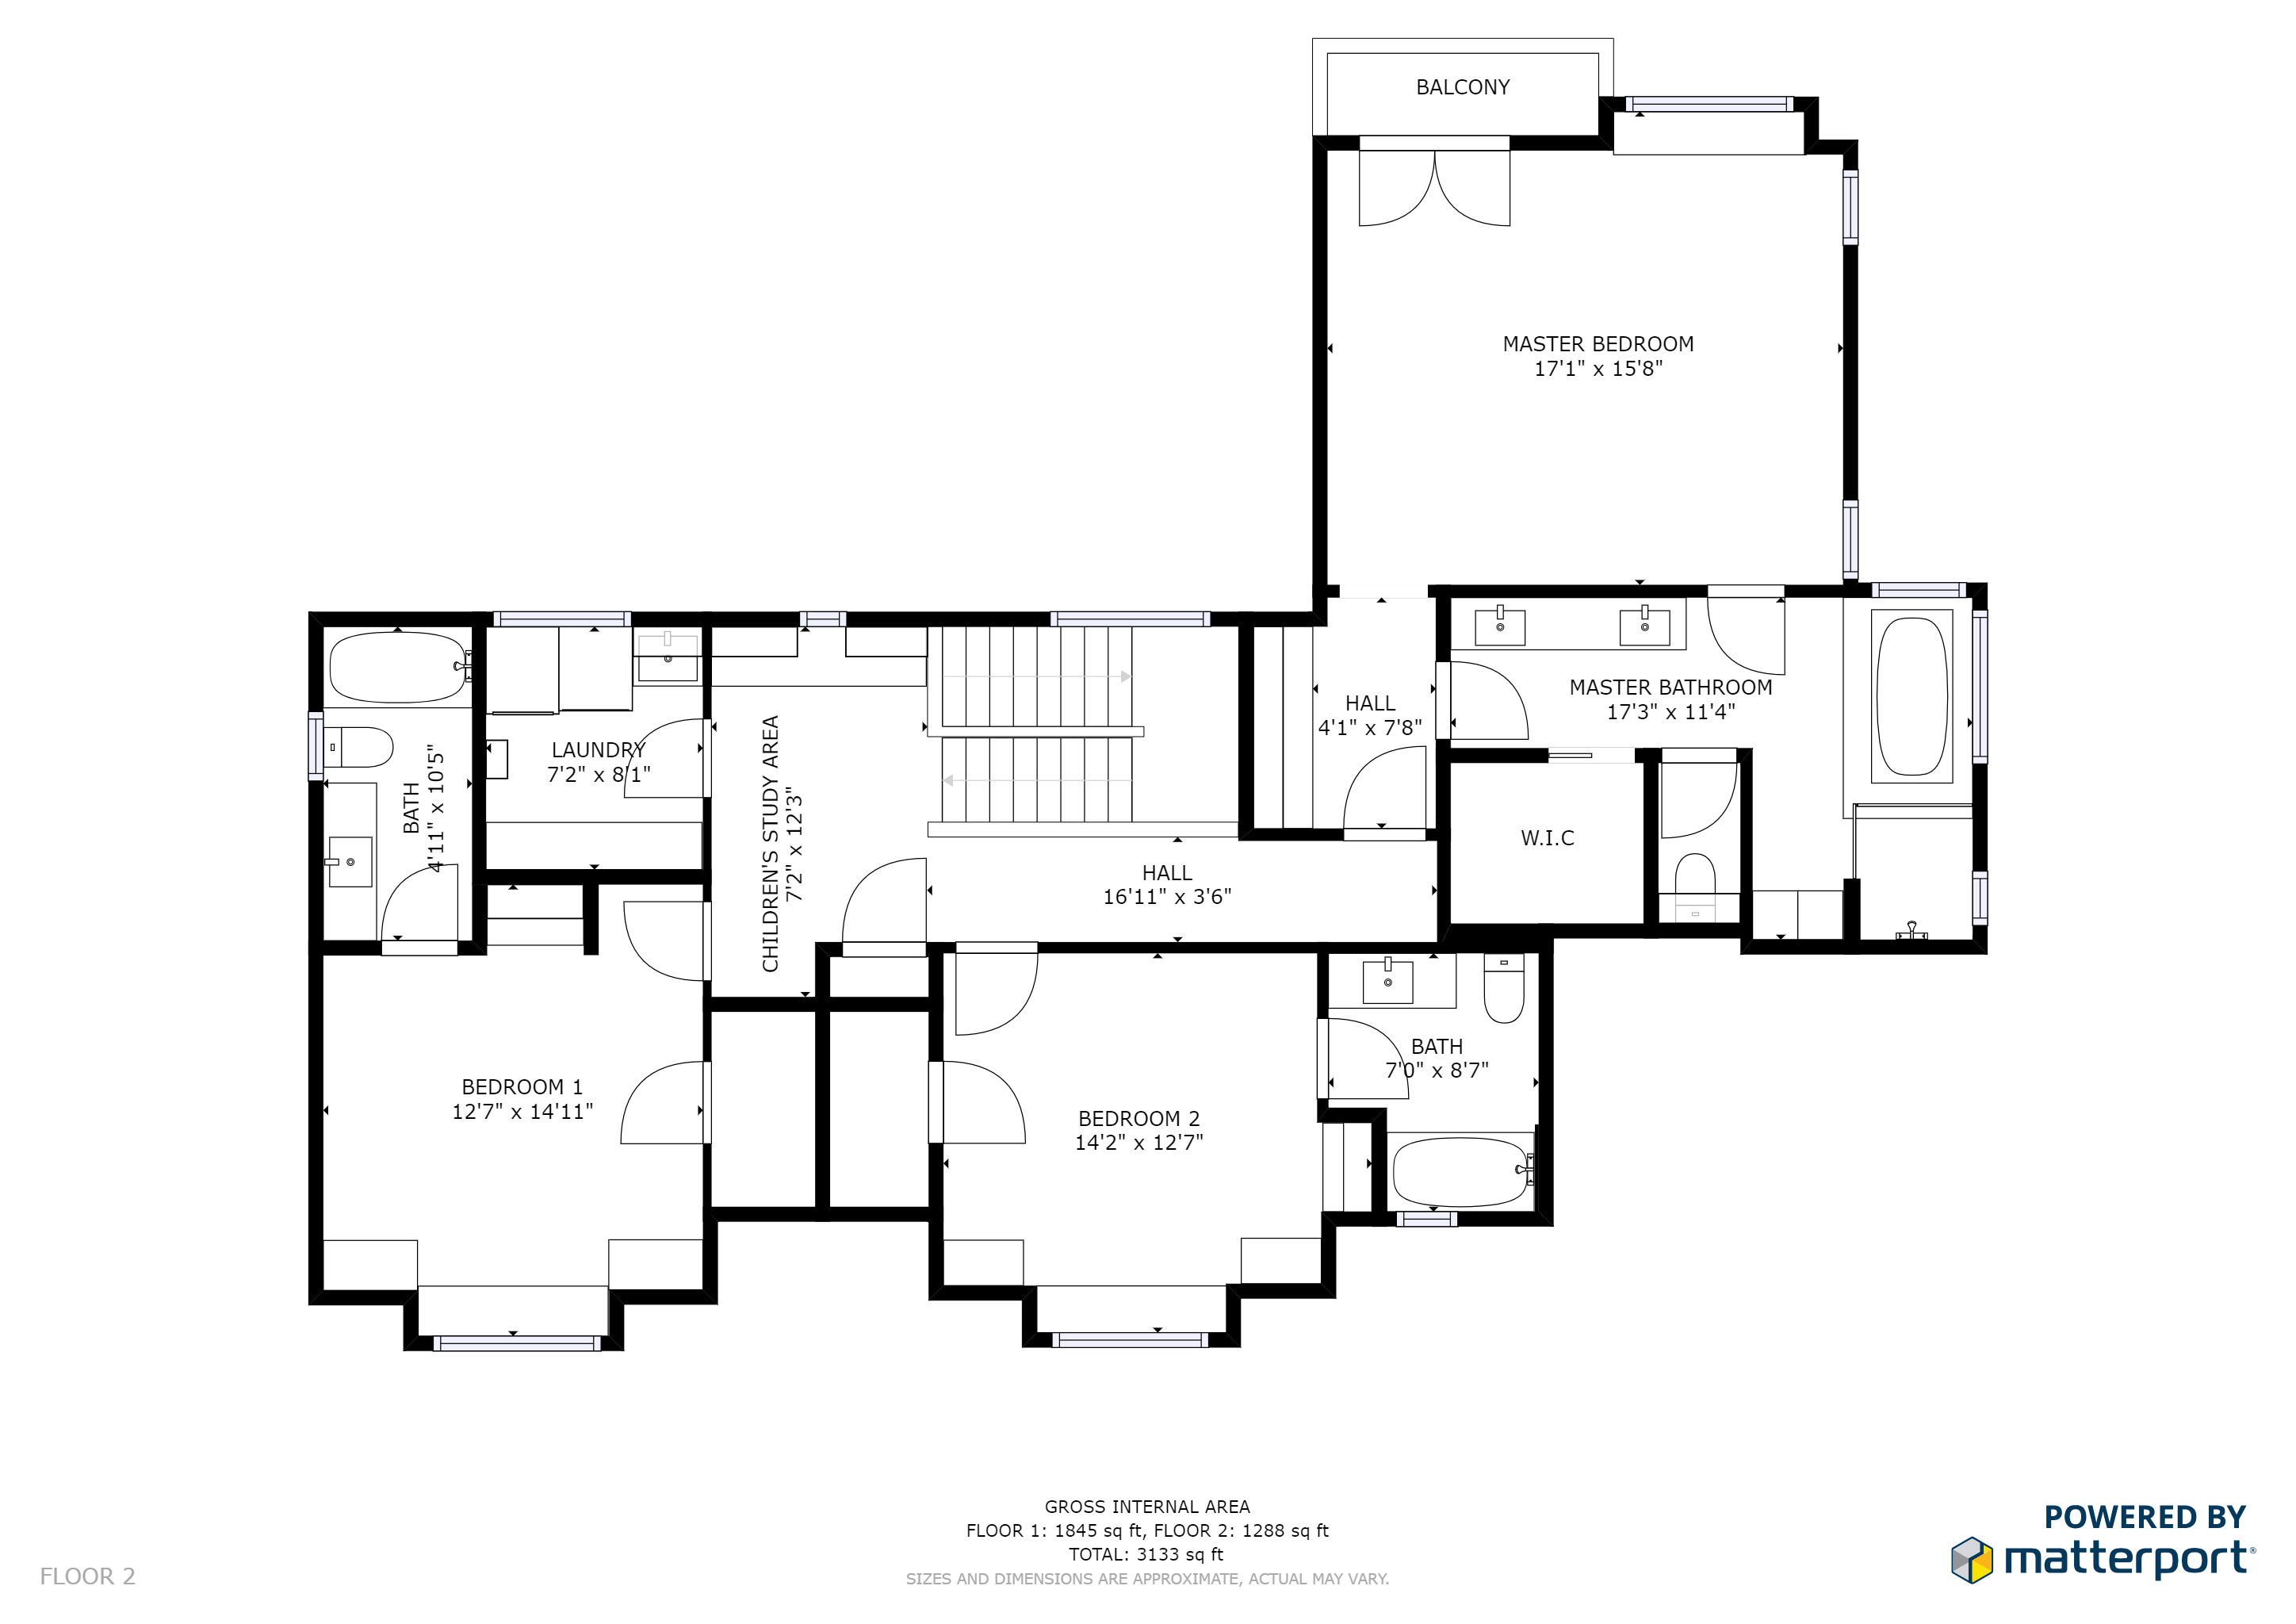 BALCONY
MASTER BEDROOM
17'1" x 15'8"
MASTER BATHROOM
17'3" x 11'4"
HALL
4'1" x 7'8"
LAUNDRY
7'2" x 8'1"
BATH
4'11" x 10'5"
CHILDREN'S STUDY AREA
7'2" x 12'3"
W.I.C
HALL
16'11" x 3'6"
BATH
7'0" x 8'7"
BEDROOM 1
12'7" x 14'11"
BEDROOM 2
14'2" x 12'7"
GROSS INTERNAL AREA
FLOOR 1: 1845 sq ft, FLOOR 2: 1288 sq ft
TOTAL: 3133 sq ft
SIZES AND DIMENSIONS ARE APPROXIMATE, ACTUAL MAY VARY.
FLOOR 2
POWERED BY
matterport®